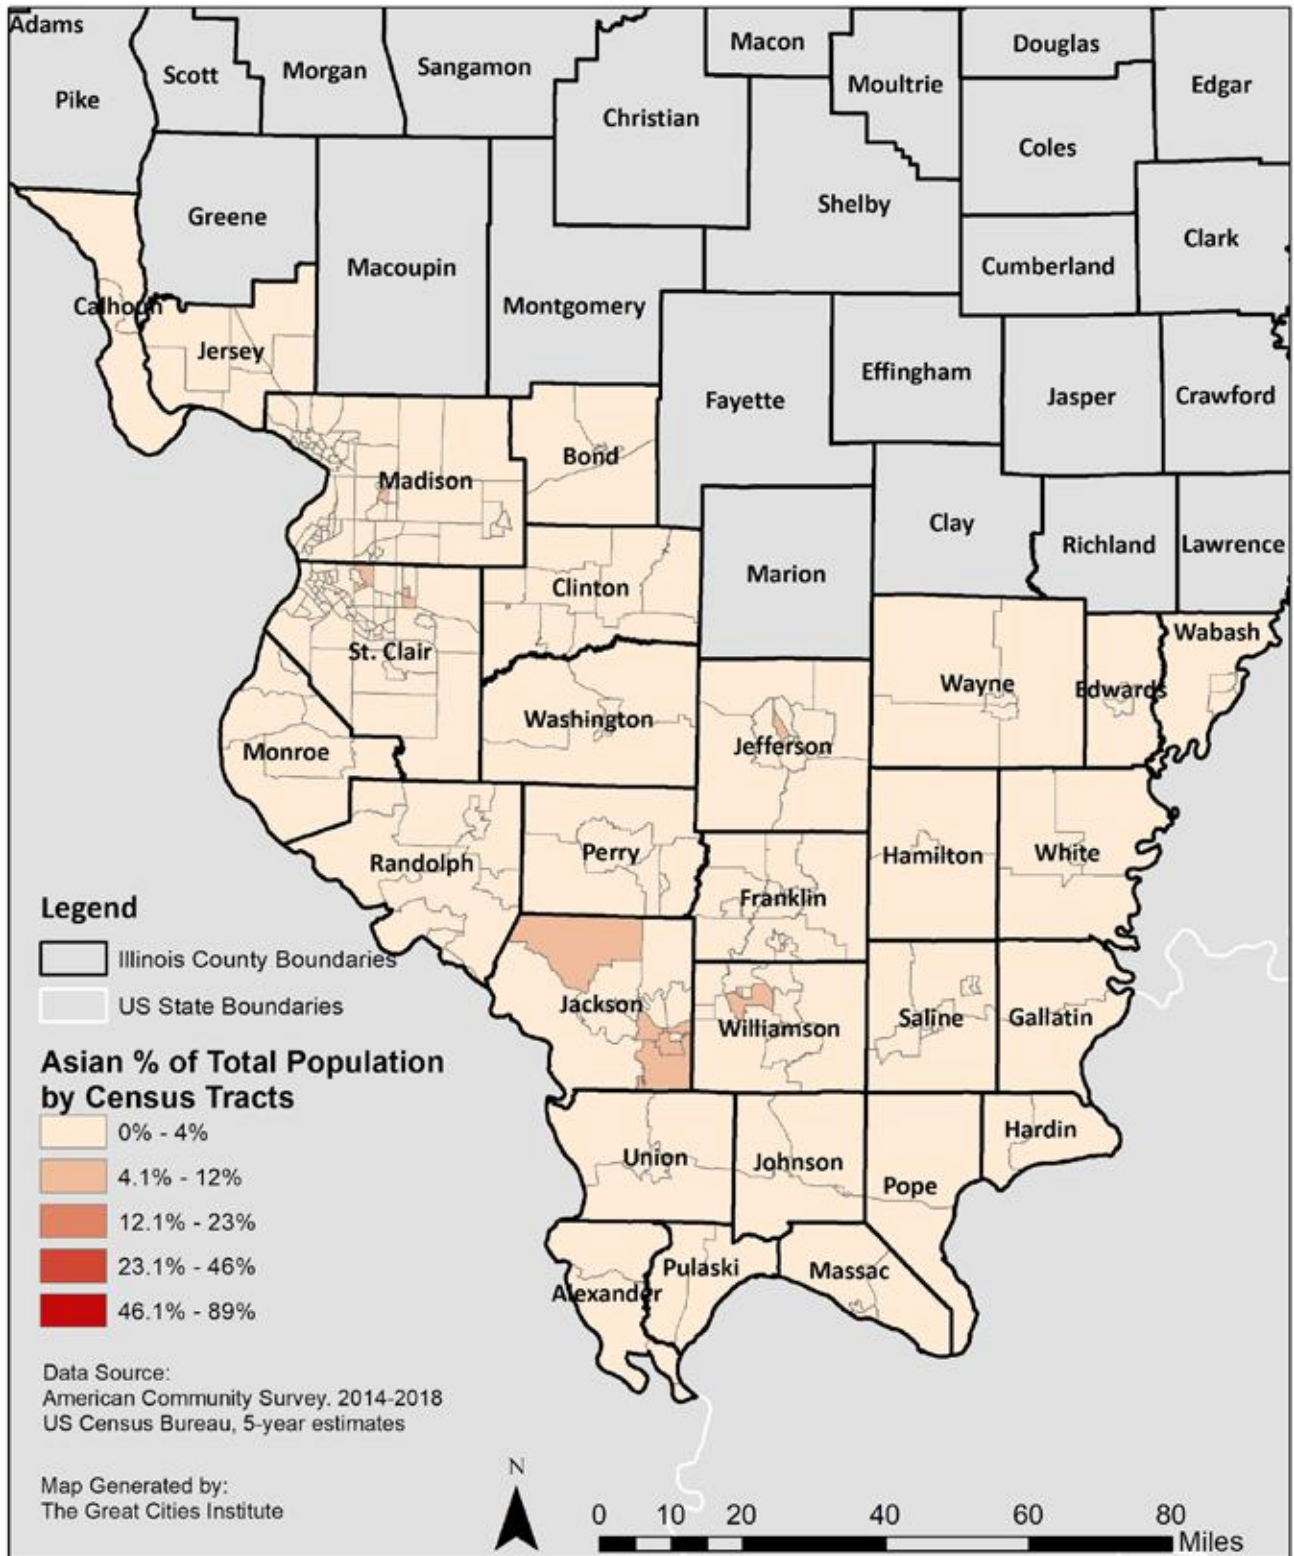 Adams
Pike
Scott
Morgan
Sangamon
Christian
Macon
Moultrie
Douglas
Edgar
Coles
Shelby
Greene
Macoupin
Montgomery
Cumberland
Clark
Calhoun
Jersey
Fayette
Effingham
Jasper
Crawford
Madison
Bond
Clay
Richland
Lawrence
Marion
Clinton
St. Clair
Wabash
Wayne
Edwards
Washington
Jefferson
Monroe
Randolph
Perry
Hamilton
White
Franklin
Jackson
Williamson
Saline
Gallatin
Union
Johnson
Pope
Hardin
Alexander
Pulaski
Massac
Legend
Illinois County Boundaries
US State Boundaries
Asian % of Total Population
by Census Tracts
0% - 4%
4.1% - 12%
12.1% - 23%
23.1% - 46%
46.1% - 89%
Data Source:
American Community Survey. 2014-2018
US Census Bureau, 5-year estimates
Map Generated by:
The Great Cities Institute
N
0 10 20 40 60 80
Miles